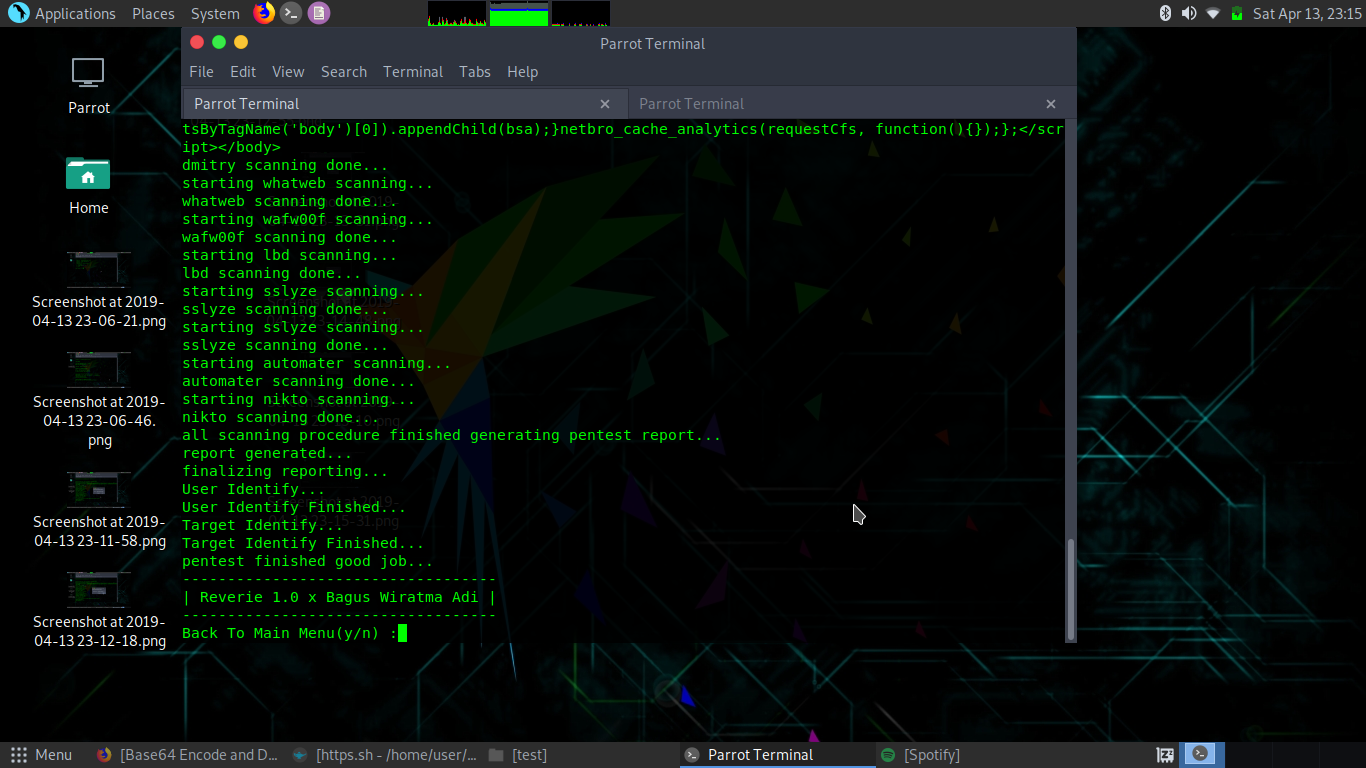 Applications Places System
Sat Apr 13, 23:15
Parrot Terminal
File Edit View Search Terminal Tabs Help
Parrot Terminal × Parrot Terminal ×
Parrot
Home
Screenshot at 2019-
04-13 23-06-21.png
Screenshot at 2019-
04-13 23-06-46.
png
Screenshot at 2019-
04-13 23-11-58.png
Screenshot at 2019-
04-13 23-12-18.png
tsByTagName('body')[0]).appendChild(bsa);}netbro_cache_analytics(requestCfs, function(){});};</scr
ipt></body>
dmitry scanning done...
starting whatweb scanning...
whatweb scanning done...
starting wafw00f scanning...
wafw00f scanning done...
starting lbd scanning...
lbd scanning done...
starting sslyze scanning...
sslyze scanning done...
starting sslyze scanning...
sslyze scanning done...
starting automater scanning...
automater scanning done...
starting nikto scanning...
nikto scanning done...
all scanning procedure finished generating pentest report...
report generated...
finalizing reporting...
User Identify...
User Identify Finished...
Target Identify...
Target Identify Finished...
pentest finished good job...
-----------------------------------
| Reverie 1.0 x Bagus Wiratma Adi |
-----------------------------------
Back To Main Menu(y/n) :
Menu [Base64 Encode and D... [https.sh - /home/user/... [test] Parrot Terminal [Spotify]